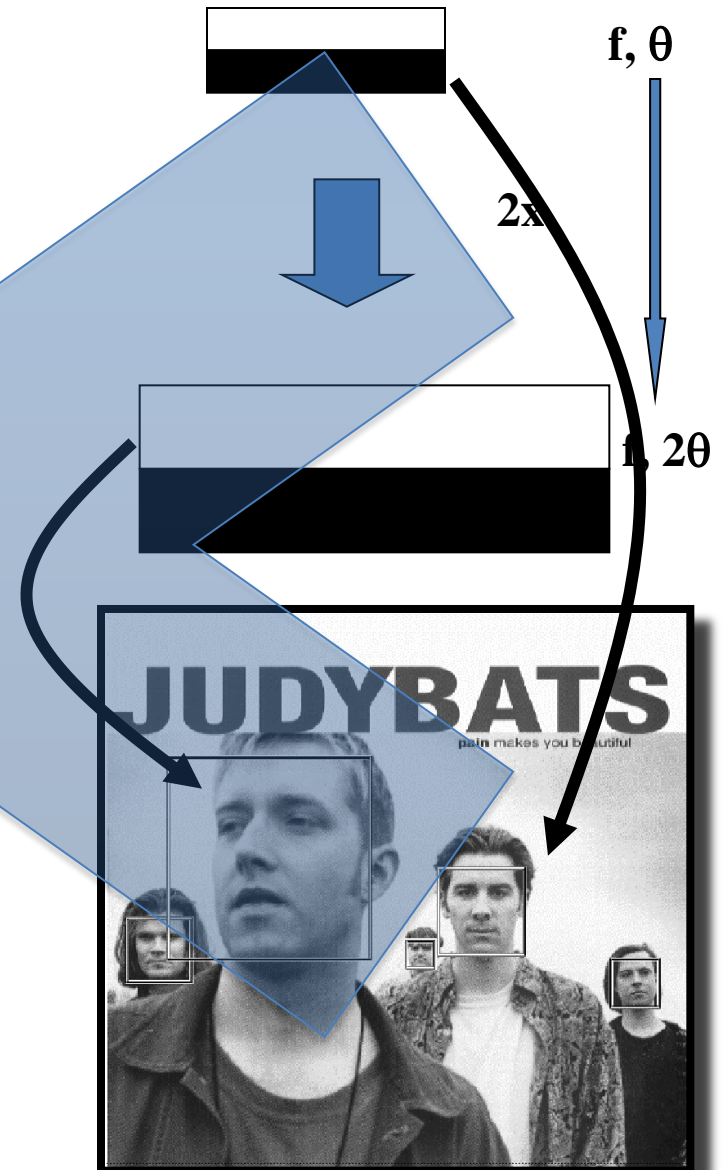 f, θ
2x
f, 2θ
JUDYBATS
pain makes you beautiful